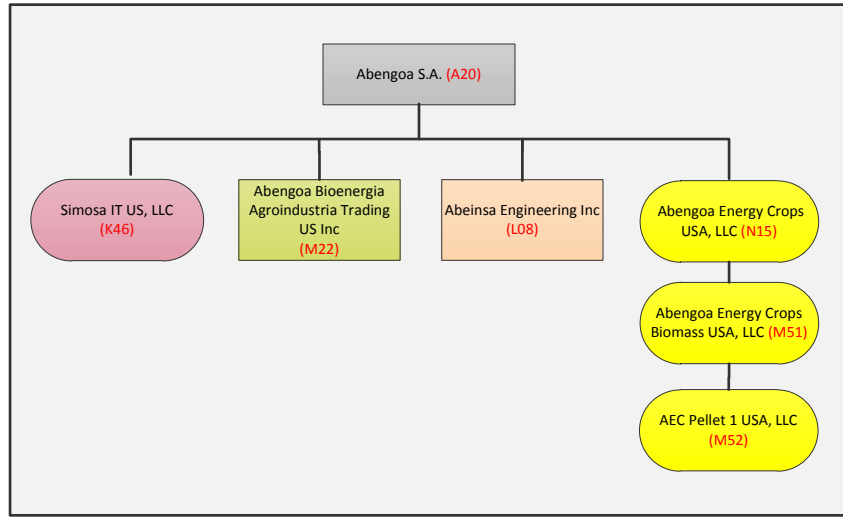 Abengoa S.A. (A20)
Simosa IT US, LLC
(K46)
Abengoa Bioenergia
Agroindustria Trading
US Inc
(M22)
Abeinsa Engineering Inc
(L08)
Abengoa Energy Crops
USA, LLC (N15)
Abengoa Energy Crops
Biomass USA, LLC (M51)
AEC Pellet 1 USA, LLC
(M52)